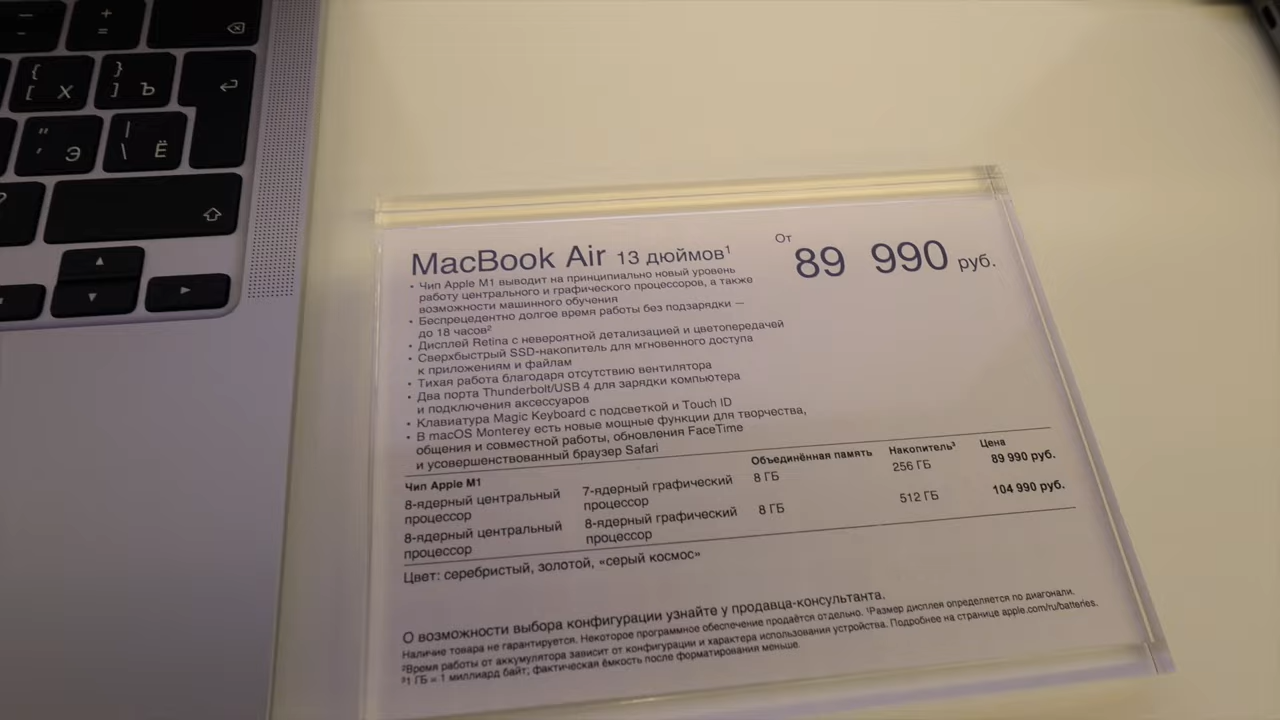 +
=
{
[ Х
}
] Ъ
"
' Э
|
\ Ё
?
MacBook Air 13 дюймов¹
От 89 990 руб.
• Чип Apple M1 выводит на принципиально новый уровень
работу центрального и графического процессоров, а также
возможности машинного обучения
• Беспрецедентно долгое время работы без подзарядки —
до 18 часов²
• Дисплей Retina с невероятной детализацией и цветопередачей
• Сверхбыстрый SSD-накопитель для мгновенного доступа
к приложениям и файлам
• Тихая работа благодаря отсутствию вентилятора
• Два порта Thunderbolt/USB 4 для зарядки компьютера
и подключения аксессуаров
• Клавиатура Magic Keyboard с подсветкой и Touch ID
• В macOS Monterey есть новые мощные функции для творчества,
общения и совместной работы, обновления FaceTime
и усовершенствованный браузер Safari
Чип Apple M1 Объединённая память Накопитель³ Цена
8-ядерный центральный 7-ядерный графический 8 ГБ 256 ГБ 89 990 руб.
процессор процессор
8-ядерный центральный 8-ядерный графический 8 ГБ 512 ГБ 104 990 руб.
процессор процессор
Цвет: серебристый, золотой, «серый космос»
О возможности выбора конфигурации узнайте у продавца-консультанта.
Наличие товара не гарантируется. Некоторое программное обеспечение продаётся отдельно. ¹Размер дисплея определяется по диагонали.
²Время работы от аккумулятора зависит от конфигурации и характера использования устройства. Подробнее на странице apple.com/ru/batteries.
³1 ГБ = 1 миллиард байт; фактическая ёмкость после форматирования меньше.